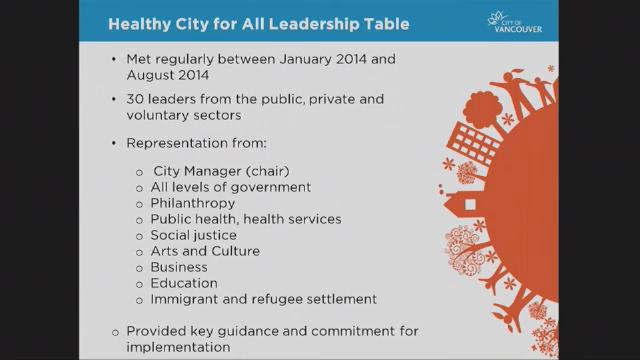 Healthy City for All Leadership Table
CITY OF
VANCOUVER
• Met regularly between January 2014 and
August 2014
• 30 leaders from the public, private and
voluntary sectors
• Representation from:
o City Manager (chair)
o All levels of government
o Philanthropy
o Public health, health services
o Social justice
o Arts and Culture
o Business
o Education
o Immigrant and refugee settlement
o Provided key guidance and commitment for
implementation